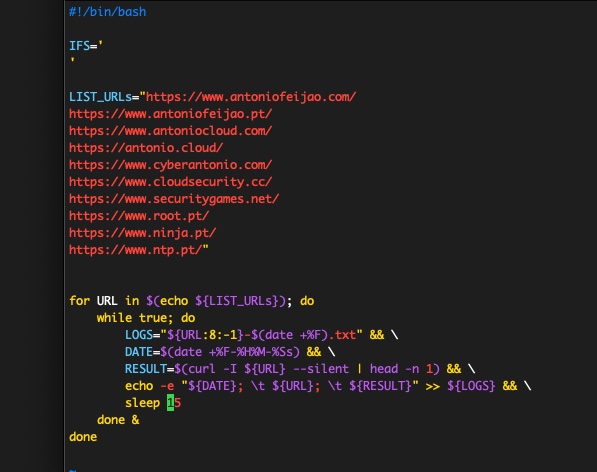 #!/bin/bash
IFS='
'
LIST_URLs="https://www.antoniofeijao.com/
https://www.antoniofeijao.pt/
https://www.antoniocloud.com/
https://antonio.cloud/
https://www.cyberantonio.com/
https://www.cloudsecurity.cc/
https://www.securitygames.net/
https://www.root.pt/
https://www.ninja.pt/
https://www.ntp.pt/"
for URL in $(echo ${LIST_URLs}); do
    while true; do
        LOGS="${URL:8:-1}-$(date +%F).txt" && \
        DATE=$(date +%F-%H%M-%Ss) && \
        RESULT=$(curl -I ${URL} --silent | head -n 1) && \
        echo -e "${DATE}; \t ${URL}; \t ${RESULT}" >> ${LOGS} && \
        sleep 15
    done &
done
~